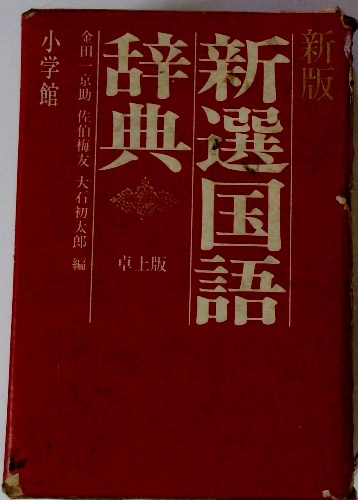 新版
新選国語
辞典
卓上版
金田一京助 佐伯梅友 大石初太郎 編
小学館